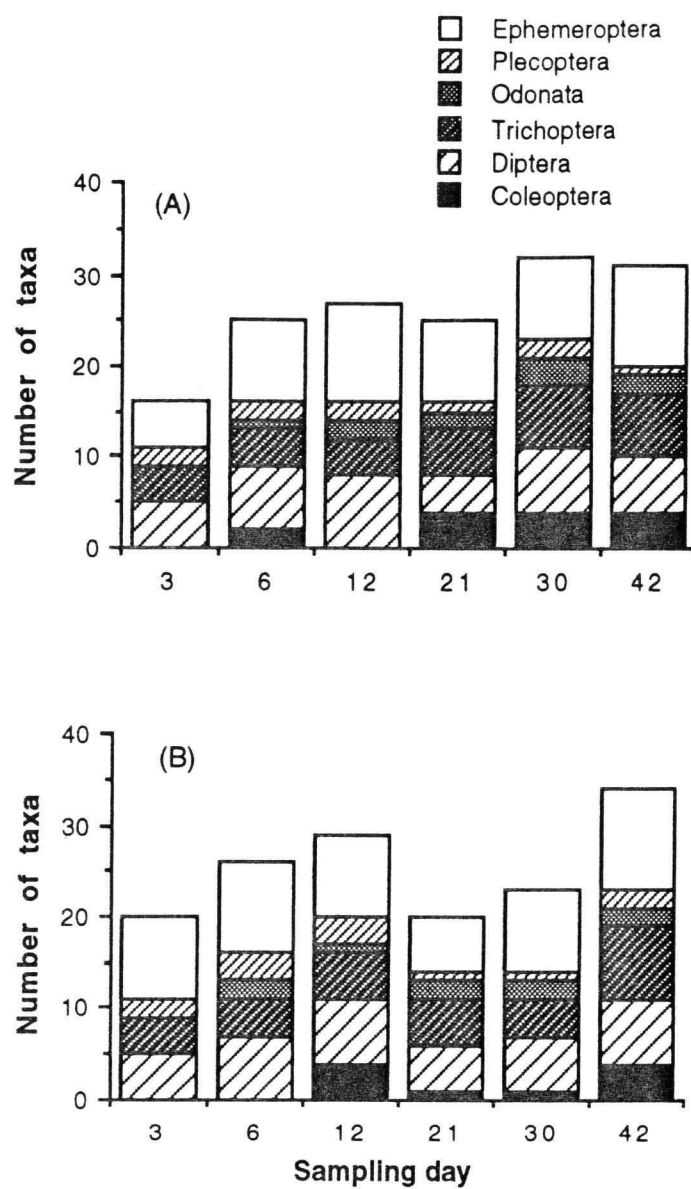 Ephemeroptera
Plecoptera
Odonata
Trichoptera
Diptera
Coleoptera
(A)
Number of taxa
40
30
20
10
0
3 6 12 21 30 42
(B)
Number of taxa
40
30
20
10
0
3 6 12 21 30 42
Sampling day